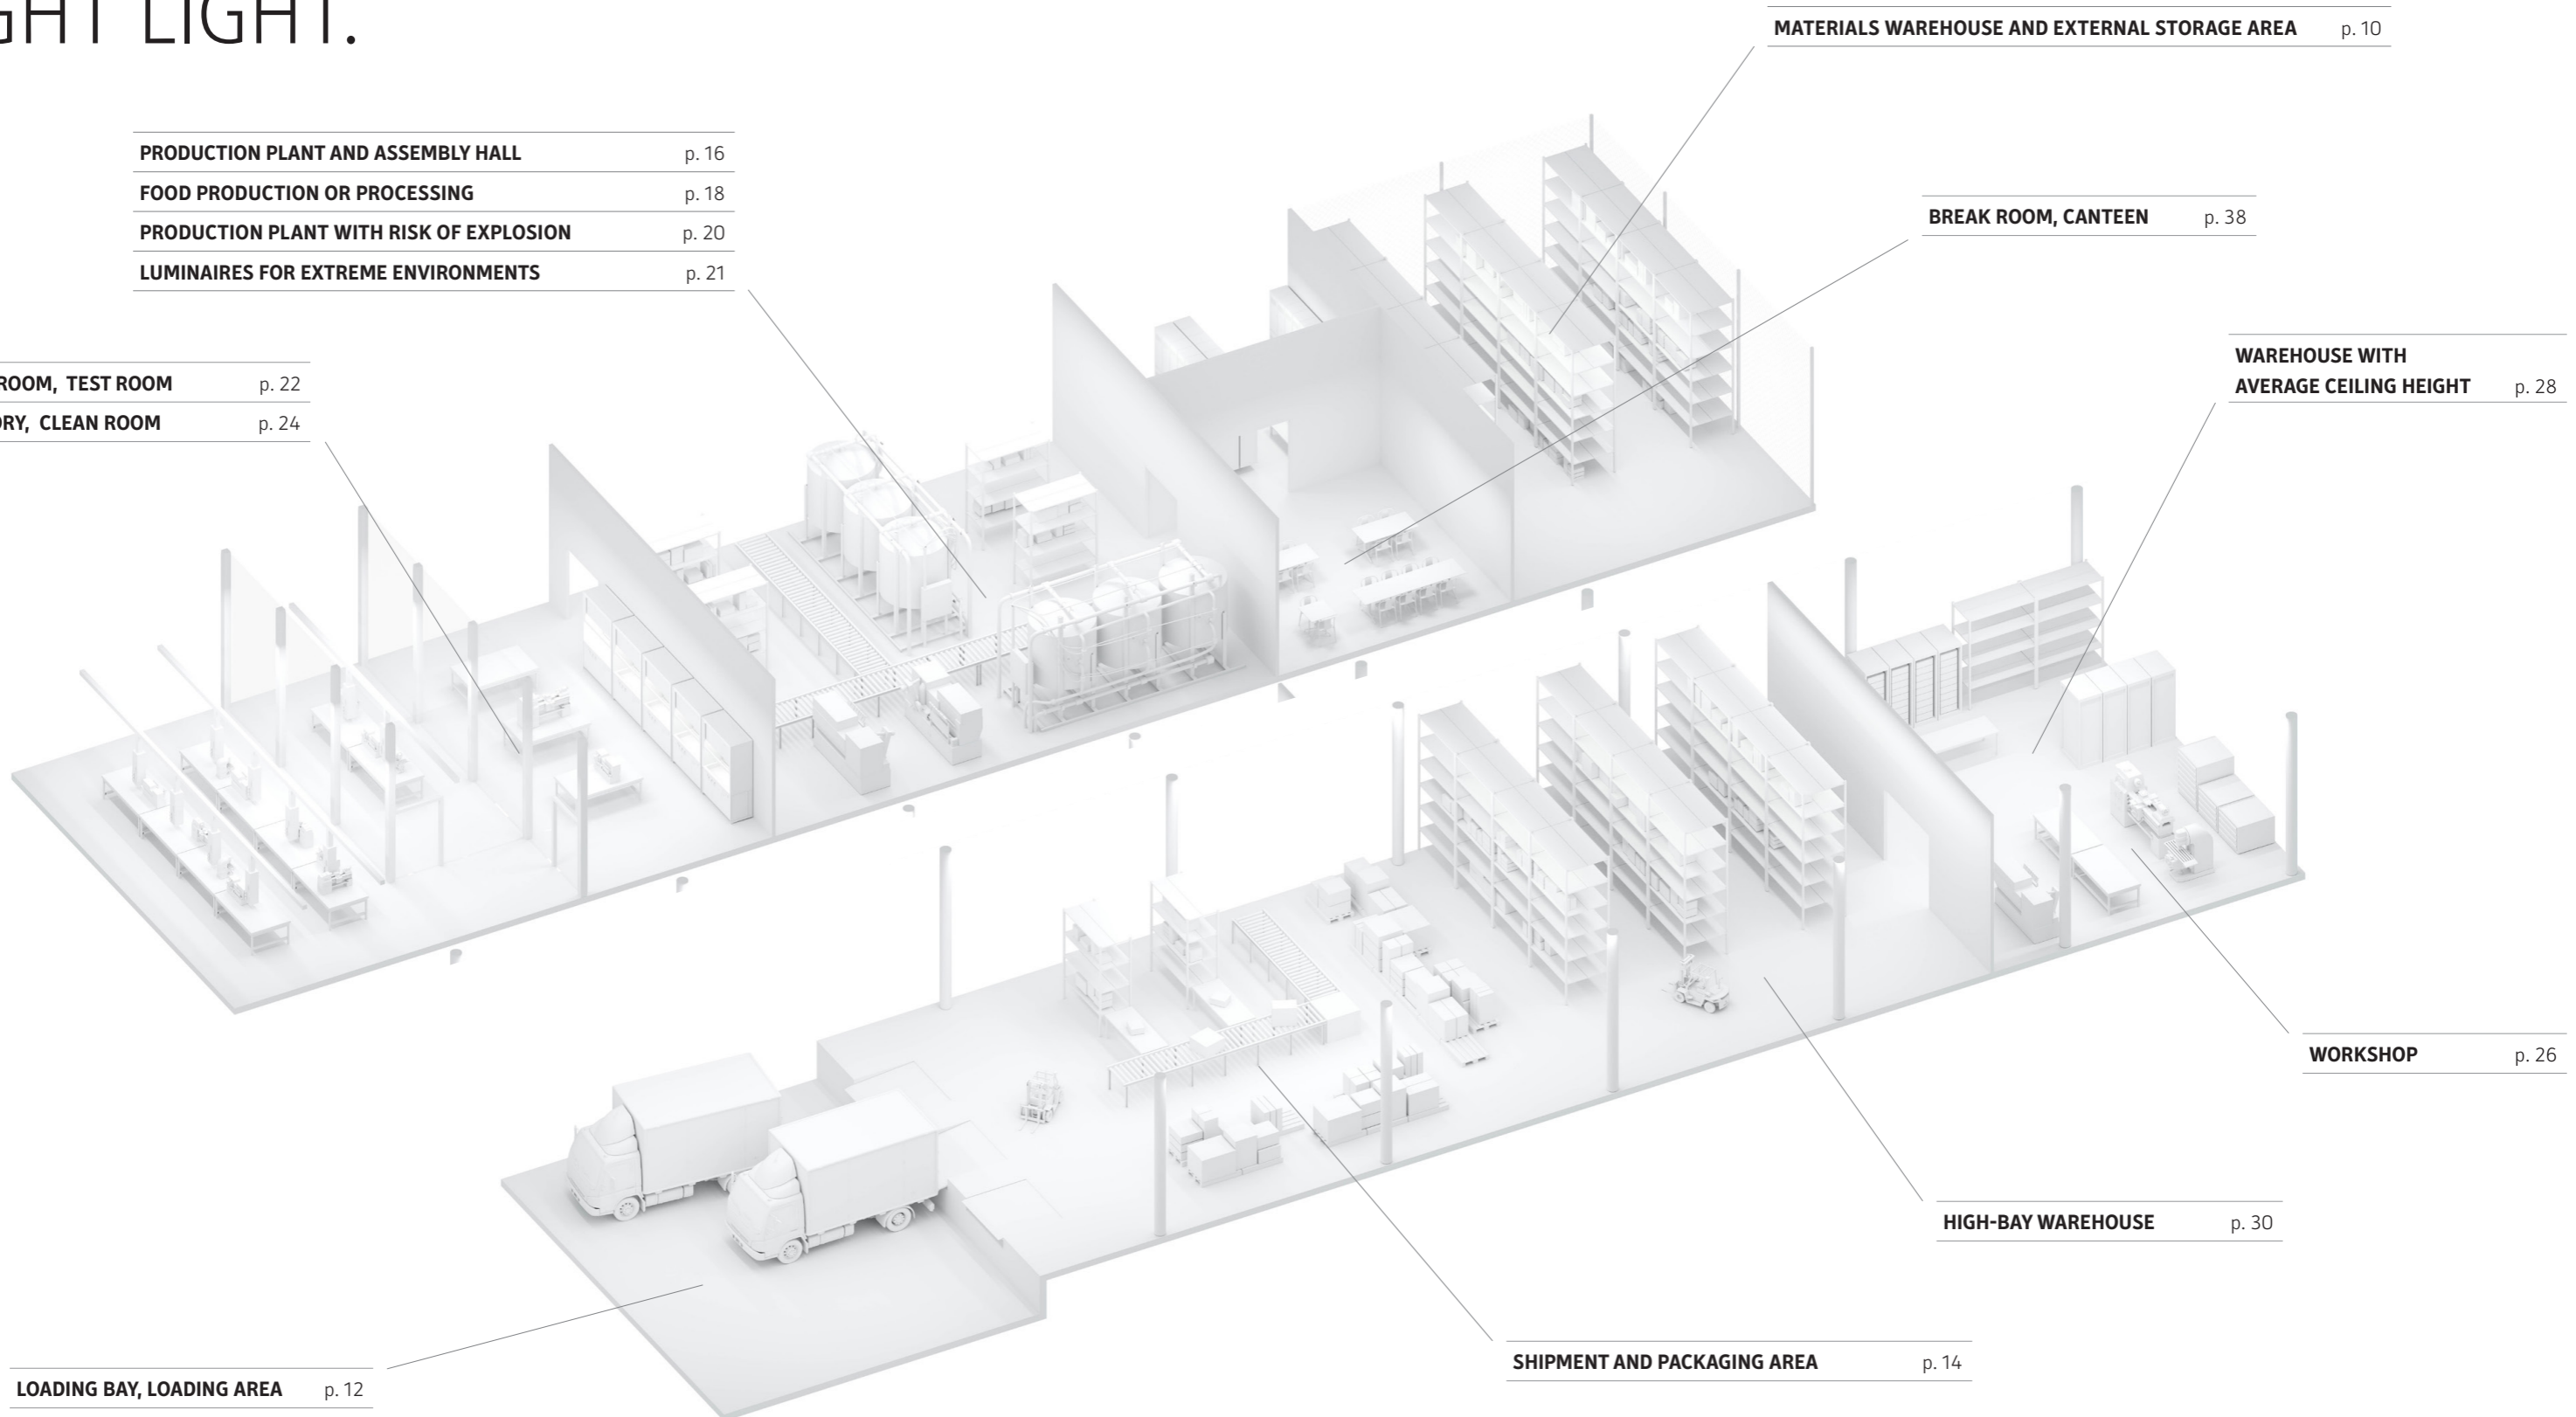 GHT LIGHT.
MATERIALS WAREHOUSE AND EXTERNAL STORAGE AREA p. 10
PRODUCTION PLANT AND ASSEMBLY HALL p. 16
FOOD PRODUCTION OR PROCESSING p. 18
PRODUCTION PLANT WITH RISK OF EXPLOSION p. 20
LUMINAIRES FOR EXTREME ENVIRONMENTS p. 21
BREAK ROOM, CANTEEN p. 38
WAREHOUSE WITH
AVERAGE CEILING HEIGHT p. 28
ROOM, TEST ROOM p. 22
RY, CLEAN ROOM p. 24
WORKSHOP p. 26
HIGH-BAY WAREHOUSE p. 30
SHIPMENT AND PACKAGING AREA p. 14
LOADING BAY, LOADING AREA p. 12